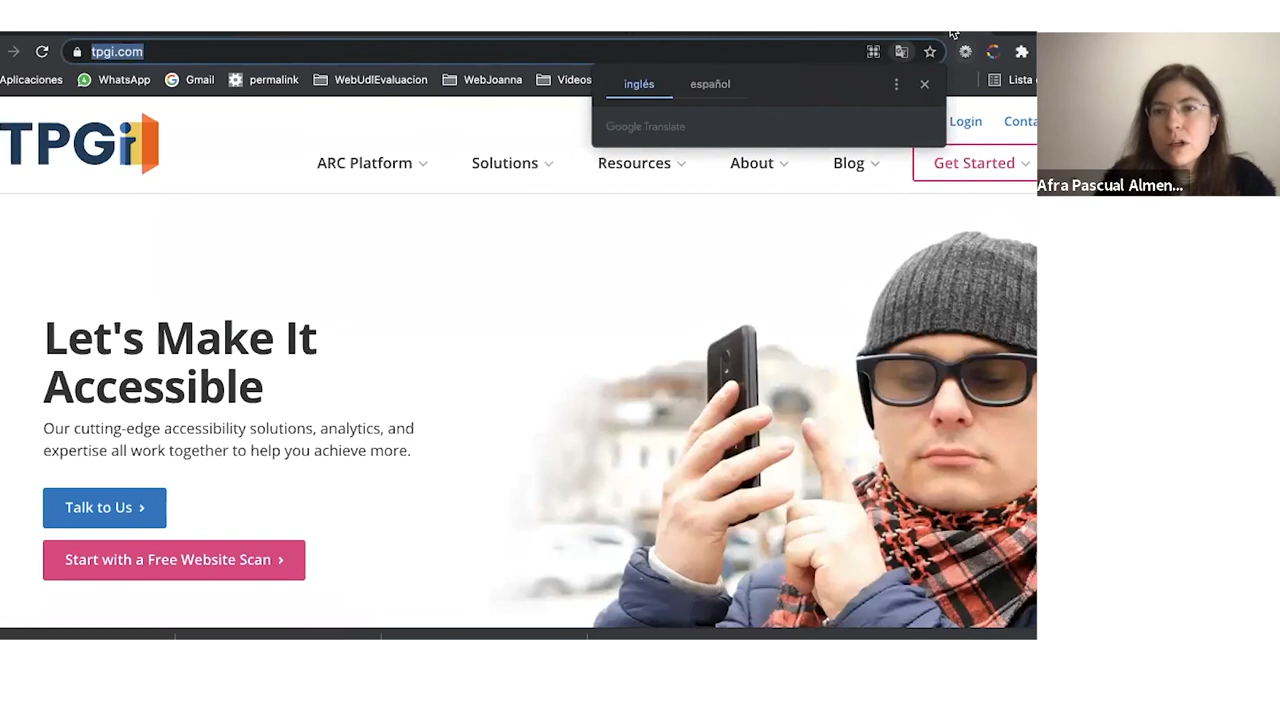 tpgi.com
Aplicaciones WhatsApp Gmail permalink WebUdlEvaluacion WebJoanna Videos Lista
inglés español
Google Translate
TPGi
Login Conta
ARC Platform Solutions Resources About Blog Get Started
Afra Pascual Almen...
Let's Make It
Accessible
Our cutting-edge accessibility solutions, analytics, and
expertise all work together to help you achieve more.
Talk to Us
Start with a Free Website Scan